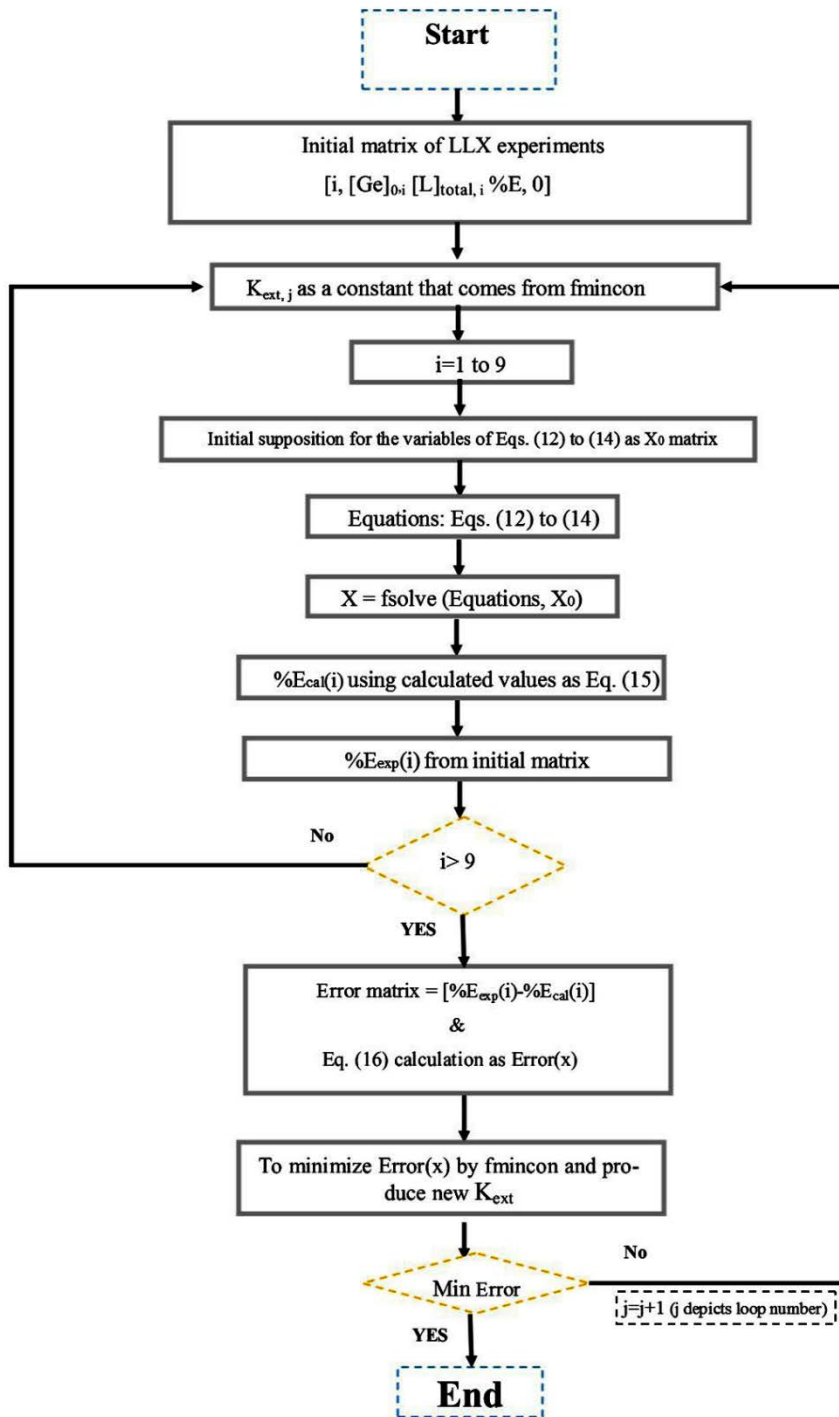 Start
Initial matrix of LLX experiments
[i, [Ge]₀,ᵢ [L]total, i %E, 0]
Kext, j as a constant that comes from fmincon
i=1 to 9
Initial supposition for the variables of Eqs. (12) to (14) as X₀ matrix
Equations: Eqs. (12) to (14)
X = fsolve (Equations, X₀)
%Ecal(i) using calculated values as Eq. (15)
%Eexp(i) from initial matrix
No
i> 9
YES
Error matrix = [%Eexp(i)-%Ecal(i)]
&
Eq. (16) calculation as Error(x)
To minimize Error(x) by fmincon and pro-
duce new Kext
No
Min Error
j=j+1 (j depicts loop number)
YES
End